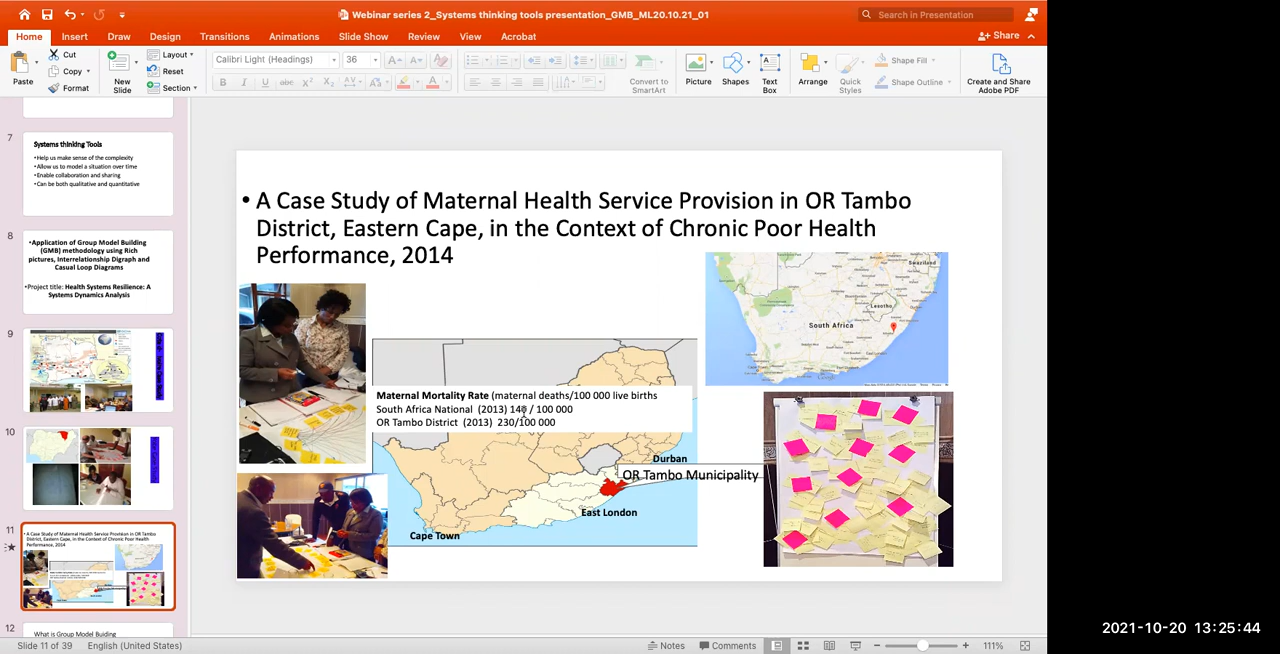 Webinar series 2_Systems thinking tools presentation_GMB_ML20.10.21_01
Search in Presentation
Home Insert Draw Design Transitions Animations Slide Show Review View Acrobat
Share
Paste
Cut
Copy
Format
New Slide
Layout
Reset
Section
Calibri Light (Headings) 36
Convert to SmartArt
Picture
Shapes
Text Box
Arrange
Quick Styles
Shape Fill
Shape Outline
Create and Share Adobe PDF
7
Systems thinking Tools
•Help us make sense of the complexity
•Allow us to model a situation over time
•Enable collaboration and sharing
•Can be both qualitative and quantitative
8
•Application of Group Model Building
(GMB) methodology using Rich
pictures, Interrelationship Digraph and
Casual Loop Diagrams
•Project title: Health Systems Resilience: A
Systems Dynamics Analysis
9
10
11
• A Case Study of Maternal Health Service Provision in OR Tambo
District, Eastern Cape, in the Context of Chronic Poor Health
Performance, 2014
12
What is Group Model Buiding
• A Case Study of Maternal Health Service Provision in OR Tambo
District, Eastern Cape, in the Context of Chronic Poor Health
Performance, 2014
Swaziland
Lesotho
South Africa
Maternal Mortality Rate (maternal deaths/100 000 live births
South Africa National (2013) / 100 000
OR Tambo District (2013) 230/100 000
Durban
OR Tambo Municipality
East London
Cape Town
Slide 11 of 39 English (United States)
Notes Comments 111%
2021-10-20 13:25:44